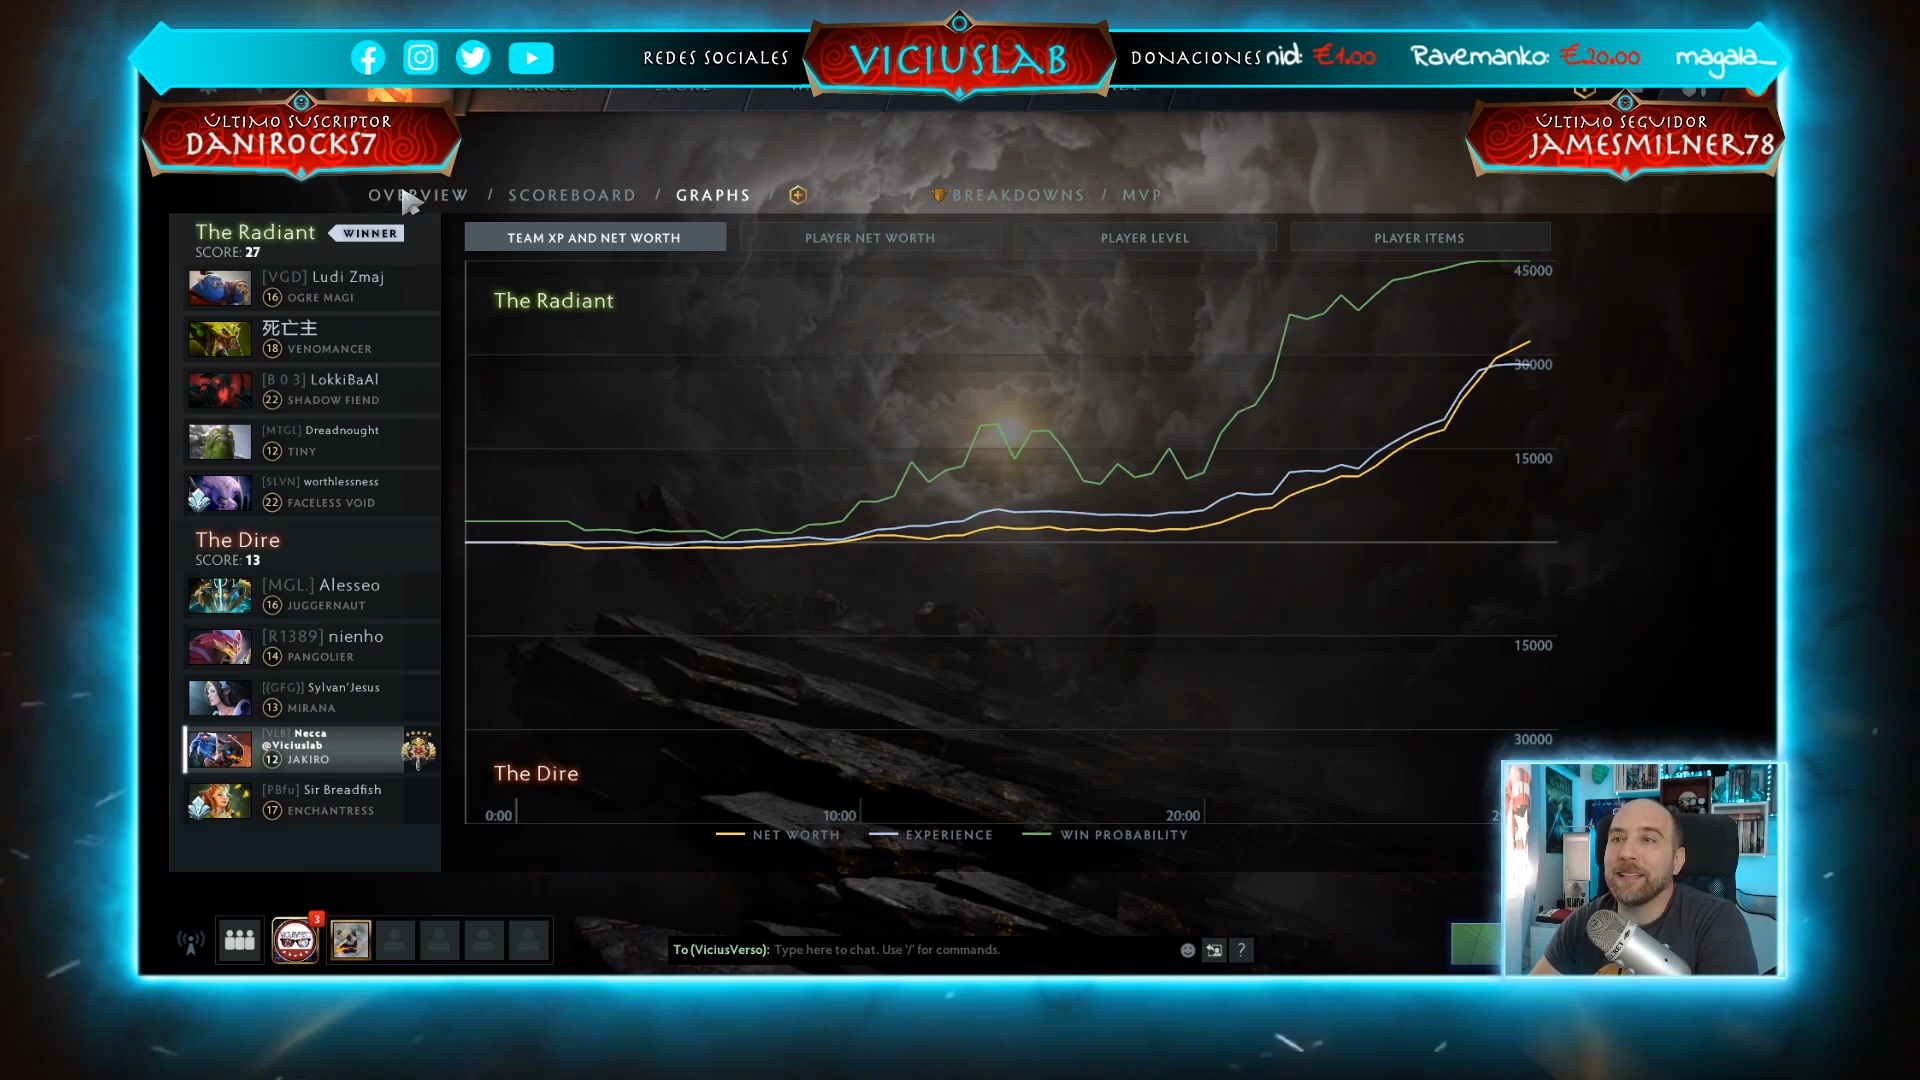 REDES SOCIALES
VICIUSLAB
DONACIONES nid: €1.00 Ravemanko: €20.00 magala
ÚLTIMO SUSCRIPTOR
DANIROCKS7
ÚLTIMO SEGUIDOR
JAMESMILNER78
OVERVIEW / SCOREBOARD / GRAPHS / / BREAKDOWNS / MVP
The Radiant WINNER
SCORE: 27
[VGD] Ludi Zmaj
16 OGRE MAGI
死亡主
18 VENOMANCER
[B 0 3] LokkiBaAl
22 SHADOW FIEND
[MTGL] Dreadnought
12 TINY
[SLVN] worthlessness
22 FACELESS VOID
The Dire
SCORE: 13
[MGL.] Alesseo
16 JUGGERNAUT
[R1389] nienho
14 PANGOLIER
[(GFG)] Sylvan'Jesus
13 MIRANA
[VLB] Necca
@Viciuslab
12 JAKIRO
[PBfu] Sir Breadfish
17 ENCHANTRESS
TEAM XP AND NET WORTH
PLAYER NET WORTH
PLAYER LEVEL
PLAYER ITEMS
The Radiant
45000
30000
15000
15000
30000
The Dire
0:00 10:00 20:00
NET WORTH EXPERIENCE WIN PROBABILITY
3
To (ViciusVerso): Type here to chat. Use '/' for commands.
?